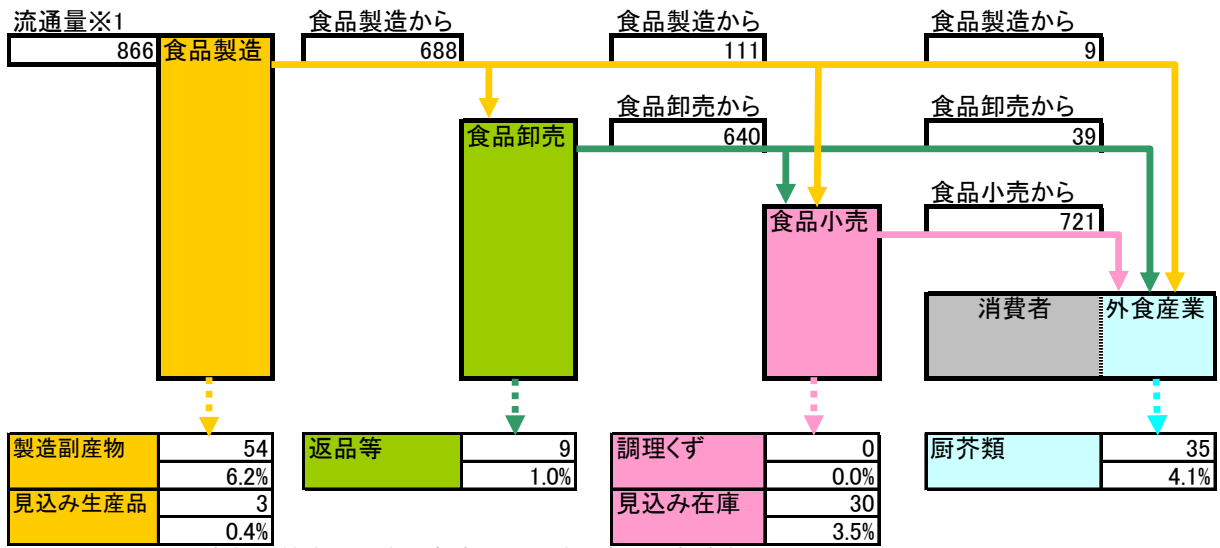 流通量※1
866
食品製造
食品製造から
688
食品製造から
111
食品製造から
9
食品卸売
食品卸売から
640
食品卸売から
39
食品小売
食品小売から
721
消費者
外食産業
製造副産物
54
6.2%
見込み生産品
3
0.4%
返品等
9
1.0%
調理くず
0
0.0%
見込み在庫
30
3.5%
厨芥類
35
4.1%